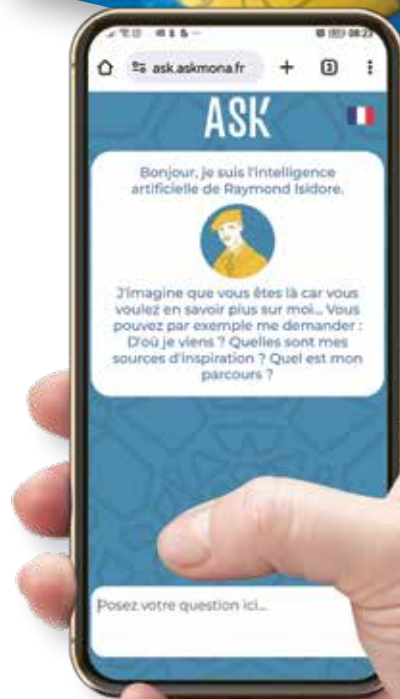 08:23
ask.askmona.fr
ASK
Bonjour, je suis l'intelligence
artificielle de Raymond Isidore.
J'imagine que vous êtes là car vous
voulez en savoir plus sur moi... Vous
pouvez par exemple me demander :
D'où je viens ? Quelles sont mes
sources d'inspiration ? Quel est mon
parcours ?
Posez votre question ici...